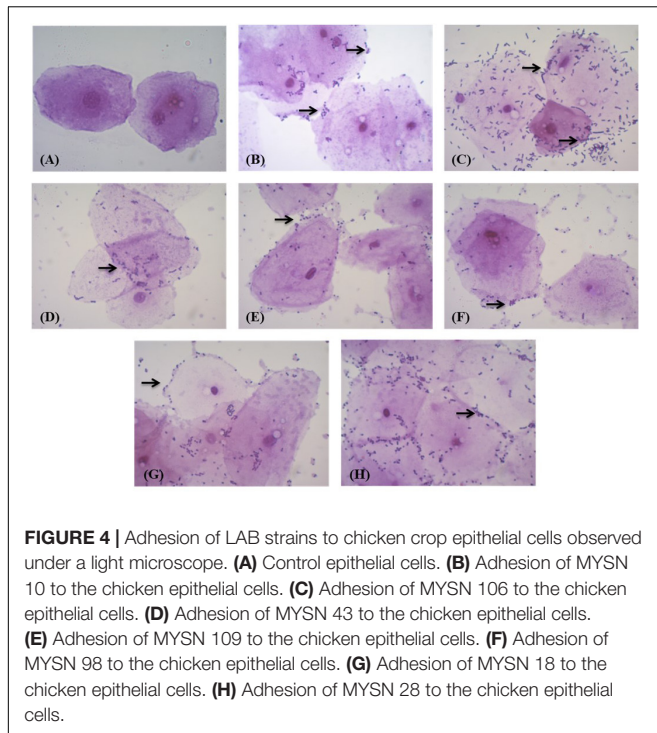 (A)
(B)
(C)
(D)
(E)
(F)
(G)
(H)
FIGURE 4 | Adhesion of LAB strains to chicken crop epithelial cells observed
under a light microscope. (A) Control epithelial cells. (B) Adhesion of MYSN
10 to the chicken epithelial cells. (C) Adhesion of MYSN 106 to the chicken
epithelial cells. (D) Adhesion of MYSN 43 to the chicken epithelial cells.
(E) Adhesion of MYSN 109 to the chicken epithelial cells. (F) Adhesion of
MYSN 98 to the chicken epithelial cells. (G) Adhesion of MYSN 18 to the
chicken epithelial cells. (H) Adhesion of MYSN 28 to the chicken epithelial
cells.